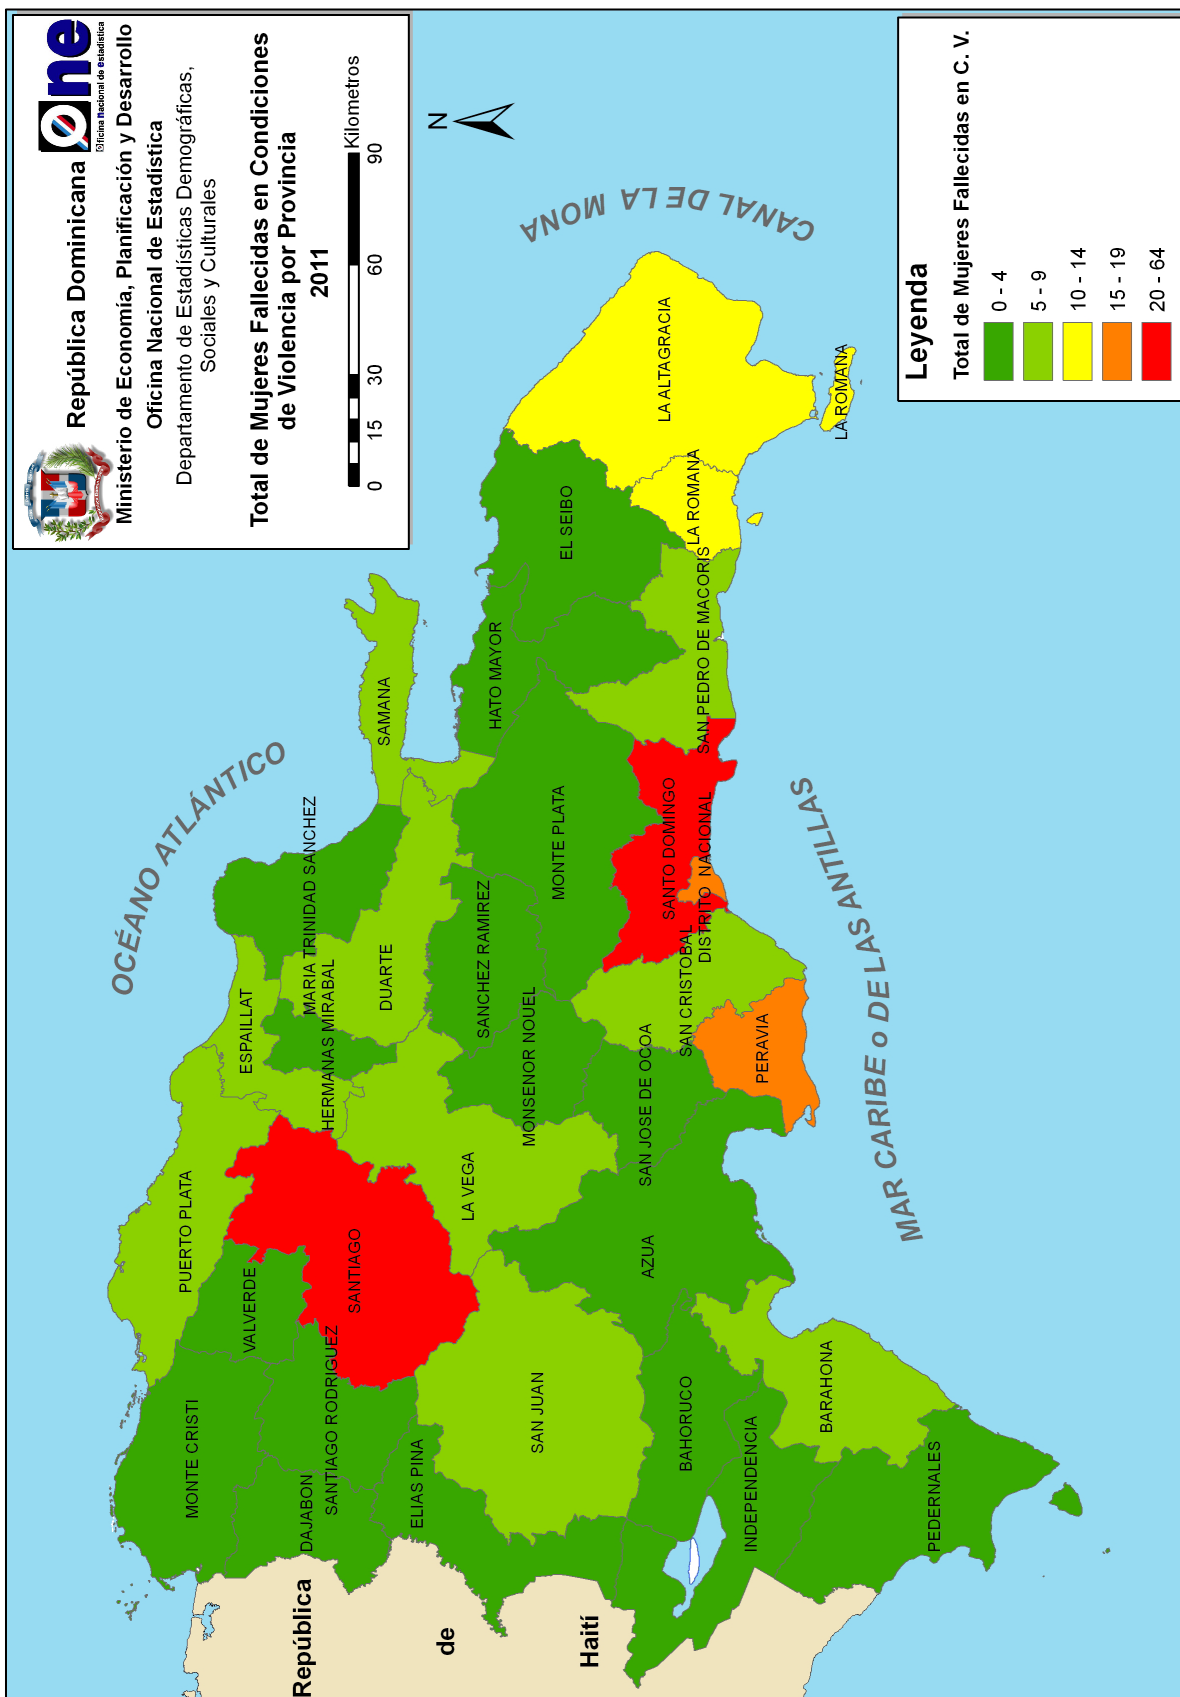 República Dominicana
One
Oficina Nacional de Estadística
Ministerio de Economía, Planificación y Desarrollo
Oficina Nacional de Estadística
Departamento de Estadísticas Demográficas,
Sociales y Culturales
Total de Mujeres Fallecidas en Condiciones
de Violencia por Provincia
2011
0 15 30 60 90
Kilometros
N
OCÉANO ATLÁNTICO
CANAL DE LA MONA
MAR CARIBE o DE LAS ANTILLAS
República
de
Haití
MONTE CRISTI
PUERTO PLATA
VALVERDE
ESPAILLAT
DAJABON
SANTIAGO RODRIGUEZ
SANTIAGO
HERMANAS MIRABAL
MARIA TRINIDAD SANCHEZ
DUARTE
SAMANA
ELIAS PINA
LA VEGA
SANCHEZ RAMIREZ
HATO MAYOR
SAN JUAN
MONSENOR NOUEL
MONTE PLATA
EL SEIBO
AZUA
SAN JOSE DE OCOA
SANTO DOMINGO
LA ALTAGRACIA
BAHORUCO
SAN CRISTOBAL
DISTRITO NACIONAL
SAN PEDRO DE MACORIS
LA ROMANA
INDEPENDENCIA
PERAVIA
BARAHONA
LA ROMANA
PEDERNALES
Leyenda
Total de Mujeres Fallecidas en C. V.
0 - 4
5 - 9
10 - 14
15 - 19
20 - 64